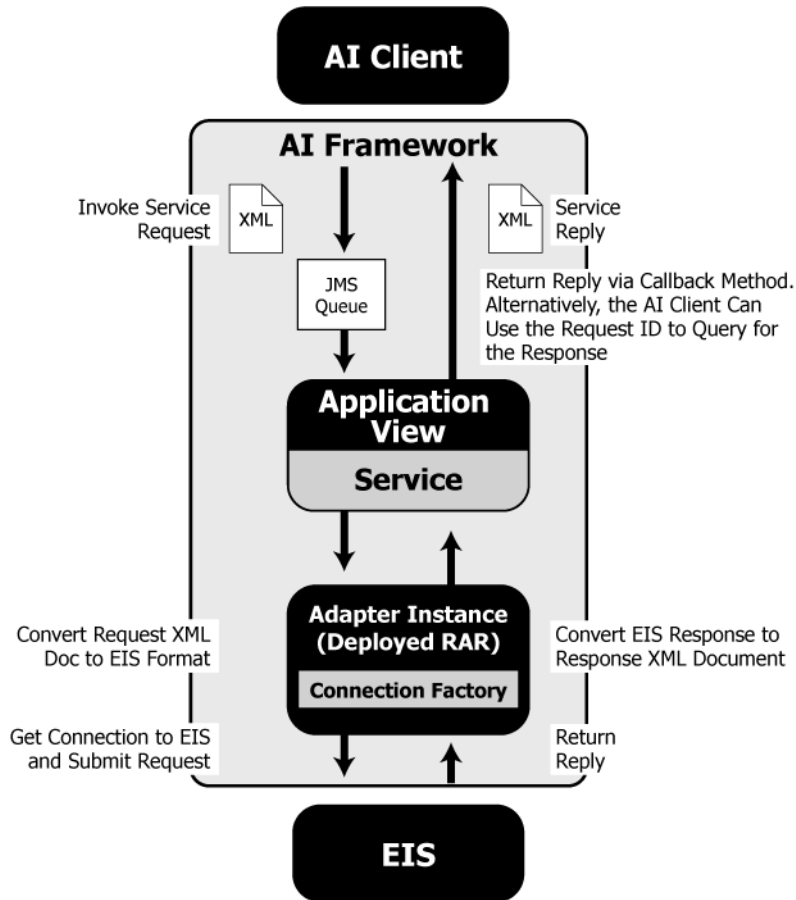 AI Client
AI Framework
Invoke Service
Request
XML
XML
Service
Reply
JMS
Queue
Return Reply via Callback Method.
Alternatively, the AI Client Can
Use the Request ID to Query for
the Response
Application
View
Service
Adapter Instance
(Deployed RAR)
Connection Factory
Convert Request XML
Doc to EIS Format
Convert EIS Response to
Response XML Document
Get Connection to EIS
and Submit Request
Return
Reply
EIS